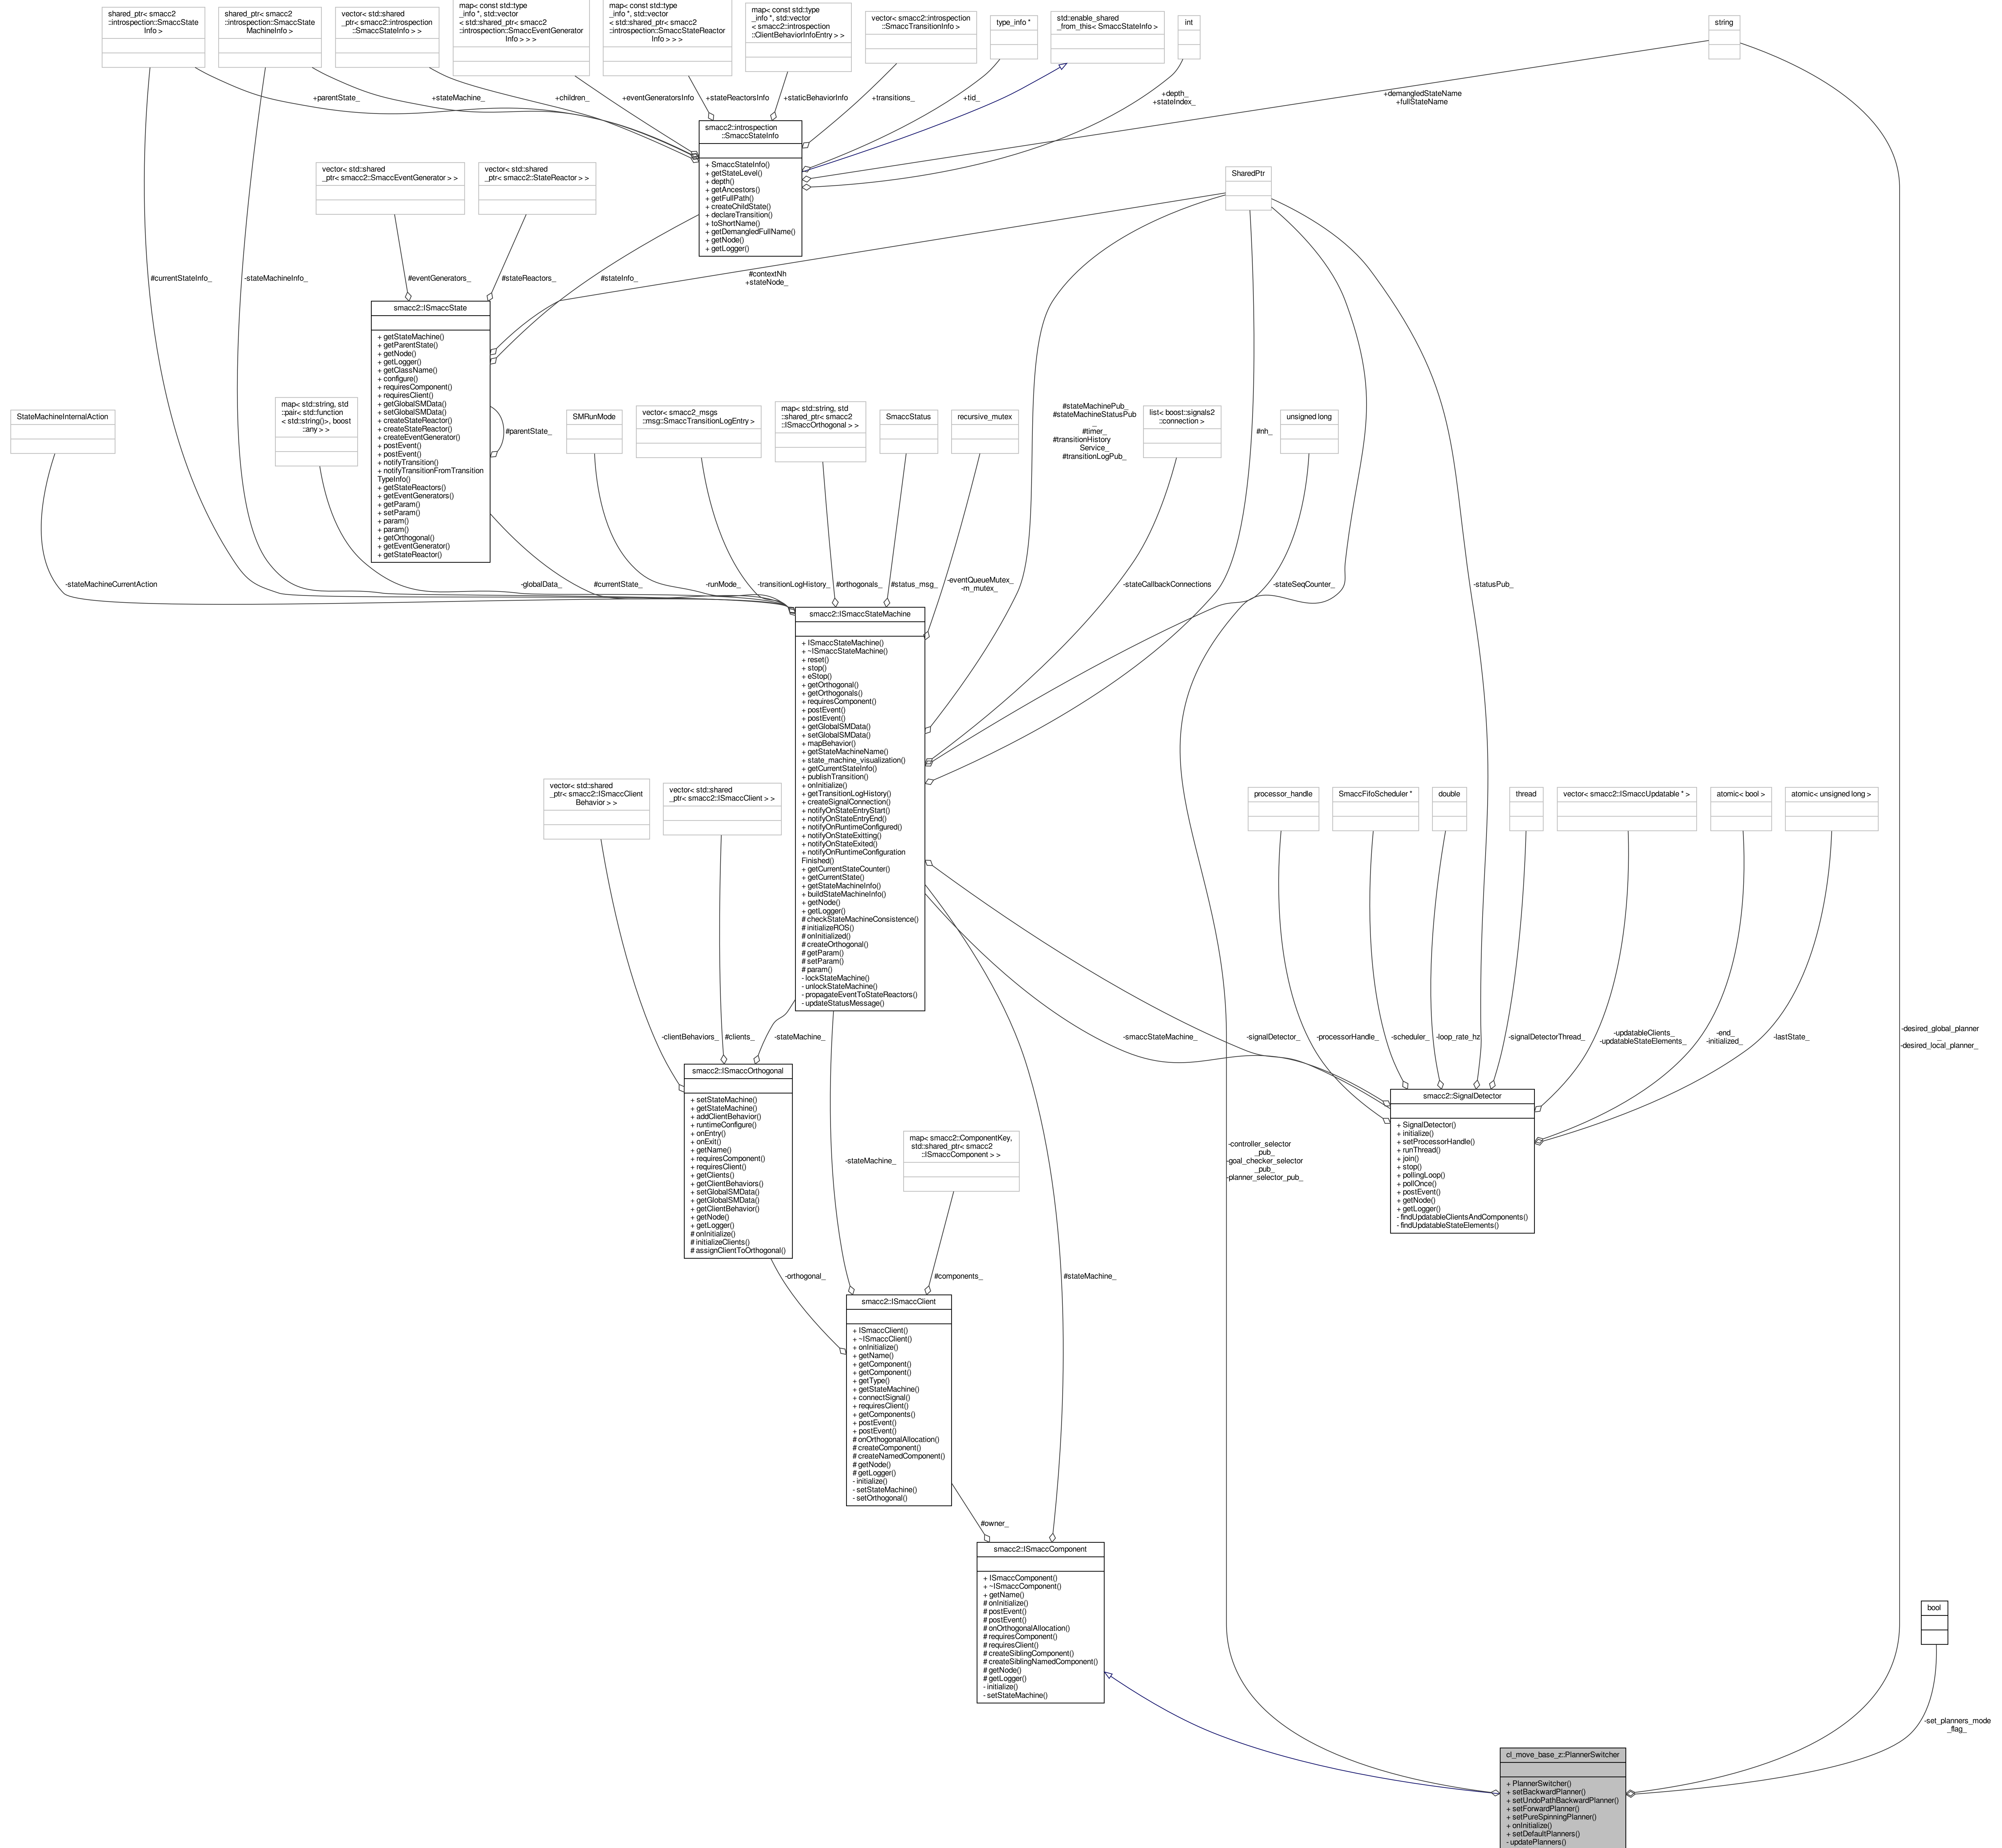 shared_ptr< smacc2
::introspection::SmaccState
Info >
shared_ptr< smacc2
::introspection::SmaccState
MachineInfo >
vector< std::shared
_ptr< smacc2::introspection
::SmaccStateInfo > >
map< const std::type
_info *, std::vector
< std::shared_ptr< smacc2
::introspection::SmaccEventGenerator
Info > > >
map< const std::type
_info *, std::vector
< std::shared_ptr< smacc2
::introspection::SmaccStateReactor
Info > > >
map< const std::type
_info *, std::vector
< smacc2::introspection
::ClientBehaviorInfoEntry > >
vector< smacc2::introspection
::SmaccTransitionInfo >
type_info *
std::enable_shared
_from_this< SmaccStateInfo >
int
string
+parentState_
+stateMachine_
+children_
+eventGeneratorsInfo
+stateReactorsInfo
+staticBehaviorInfo
+transitions_
+tid_
+depth_
+stateIndex_
+demangledStateName
+fullStateName
smacc2::introspection
::SmaccStateInfo
+ SmaccStateInfo()
+ getStateLevel()
+ depth()
+ getAncestors()
+ getFullPath()
+ createChildState()
+ declareTransition()
+ toShortName()
+ getDemangledFullName()
+ getNode()
+ getLogger()
vector< std::shared
_ptr< smacc2::SmaccEventGenerator > >
vector< std::shared
_ptr< smacc2::StateReactor > >
SharedPtr
#currentStateInfo_
-stateMachineInfo_
#eventGenerators_
#stateReactors_
#stateInfo_
#contextNh
+stateNode_
smacc2::ISmaccState
+ getStateMachine()
+ getParentState()
+ getNode()
+ getLogger()
+ getClassName()
+ configure()
+ requiresComponent()
+ requiresClient()
+ getGlobalSMData()
+ setGlobalSMData()
+ createStateReactor()
+ createStateReactor()
+ createEventGenerator()
+ postEvent()
+ postEvent()
+ notifyTransition()
+ notifyTransitionFromTransition
TypeInfo()
+ getStateReactors()
+ getEventGenerators()
+ getParam()
+ setParam()
+ param()
+ param()
+ getOrthogonal()
+ getEventGenerator()
+ getStateReactor()
#parentState_
StateMachineInternalAction
map< std::string, std
::pair< std::function
< std::string()>, boost
::any > >
SMRunMode
vector< smacc2_msgs
::msg::SmaccTransitionLogEntry >
map< std::string, std
::shared_ptr< smacc2
::ISmaccOrthogonal > >
SmaccStatus
recursive_mutex
#stateMachinePub_
#stateMachineStatusPub
_
#timer_
#transitionHistory
Service_
#transitionLogPub_
list< boost::signals2
::connection >
#nh_
unsigned long
-stateMachineCurrentAction
-globalData_
#currentState_
-runMode_
-transitionLogHistory_
#orthogonals_
#status_msg_
-eventQueueMutex_
-m_mutex_
-stateCallbackConnections
-stateSeqCounter_
-statusPub_
smacc2::ISmaccStateMachine
+ ISmaccStateMachine()
+ ~ISmaccStateMachine()
+ reset()
+ stop()
+ eStop()
+ getOrthogonal()
+ getOrthogonals()
+ requiresComponent()
+ postEvent()
+ postEvent()
+ getGlobalSMData()
+ setGlobalSMData()
+ mapBehavior()
+ getStateMachineName()
+ state_machine_visualization()
+ getCurrentStateInfo()
+ publishTransition()
+ onInitialize()
+ getTransitionLogHistory()
+ createSignalConnection()
+ notifyOnStateEntryStart()
+ notifyOnStateEntryEnd()
+ notifyOnRuntimeConfigured()
+ notifyOnStateExitting()
+ notifyOnStateExited()
+ notifyOnRuntimeConfiguration
Finished()
+ getCurrentStateCounter()
+ getCurrentState()
+ getStateMachineInfo()
+ buildStateMachineInfo()
+ getNode()
+ getLogger()
# checkStateMachineConsistence()
# initializeROS()
# onInitialized()
# createOrthogonal()
# getParam()
# setParam()
# param()
- lockStateMachine()
- unlockStateMachine()
- propagateEventToStateReactors()
- updateStatusMessage()
vector< std::shared
_ptr< smacc2::ISmaccClient
Behavior > >
vector< std::shared
_ptr< smacc2::ISmaccClient > >
processor_handle
SmaccFifoScheduler *
double
thread
vector< smacc2::ISmaccUpdatable * >
atomic< bool >
atomic< unsigned long >
-clientBehaviors_
#clients_
-stateMachine_
-smaccStateMachine_
-signalDetector_
-processorHandle_
-scheduler_
-loop_rate_hz
-signalDetectorThread_
-updatableClients_
-updatableStateElements_
-end_
-initialized_
-lastState_
-desired_global_planner
_
-desired_local_planner_
smacc2::ISmaccOrthogonal
+ setStateMachine()
+ getStateMachine()
+ addClientBehavior()
+ runtimeConfigure()
+ onEntry()
+ onExit()
+ getName()
+ requiresComponent()
+ requiresClient()
+ getClients()
+ getClientBehaviors()
+ setGlobalSMData()
+ getGlobalSMData()
+ getClientBehavior()
+ getNode()
+ getLogger()
# onInitialize()
# initializeClients()
# assignClientToOrthogonal()
smacc2::SignalDetector
+ SignalDetector()
+ initialize()
+ setProcessorHandle()
+ runThread()
+ join()
+ stop()
+ pollingLoop()
+ pollOnce()
+ postEvent()
+ getNode()
+ getLogger()
- findUpdatableClientsAndComponents()
- findUpdatableStateElements()
-stateMachine_
map< smacc2::ComponentKey,
std::shared_ptr< smacc2
::ISmaccComponent > >
-controller_selector
_pub_
-goal_checker_selector
_pub_
-planner_selector_pub_
-orthogonal_
#components_
#stateMachine_
smacc2::ISmaccClient
+ ISmaccClient()
+ ~ISmaccClient()
+ onInitialize()
+ getName()
+ getComponent()
+ getComponent()
+ getType()
+ getStateMachine()
+ connectSignal()
+ requiresClient()
+ getComponents()
+ postEvent()
+ postEvent()
# onOrthogonalAllocation()
# createComponent()
# createNamedComponent()
# getNode()
# getLogger()
- initialize()
- setStateMachine()
- setOrthogonal()
#owner_
smacc2::ISmaccComponent
+ ISmaccComponent()
+ ~ISmaccComponent()
+ getName()
# onInitialize()
# postEvent()
# postEvent()
# onOrthogonalAllocation()
# requiresComponent()
# requiresClient()
# createSiblingComponent()
# createSiblingNamedComponent()
# getNode()
# getLogger()
- initialize()
- setStateMachine()
bool
-set_planners_mode
_flag_
cl_move_base_z::PlannerSwitcher
+ PlannerSwitcher()
+ setBackwardPlanner()
+ setUndoPathBackwardPlanner()
+ setForwardPlanner()
+ setPureSpinningPlanner()
+ onInitialize()
+ setDefaultPlanners()
- updatePlanners()